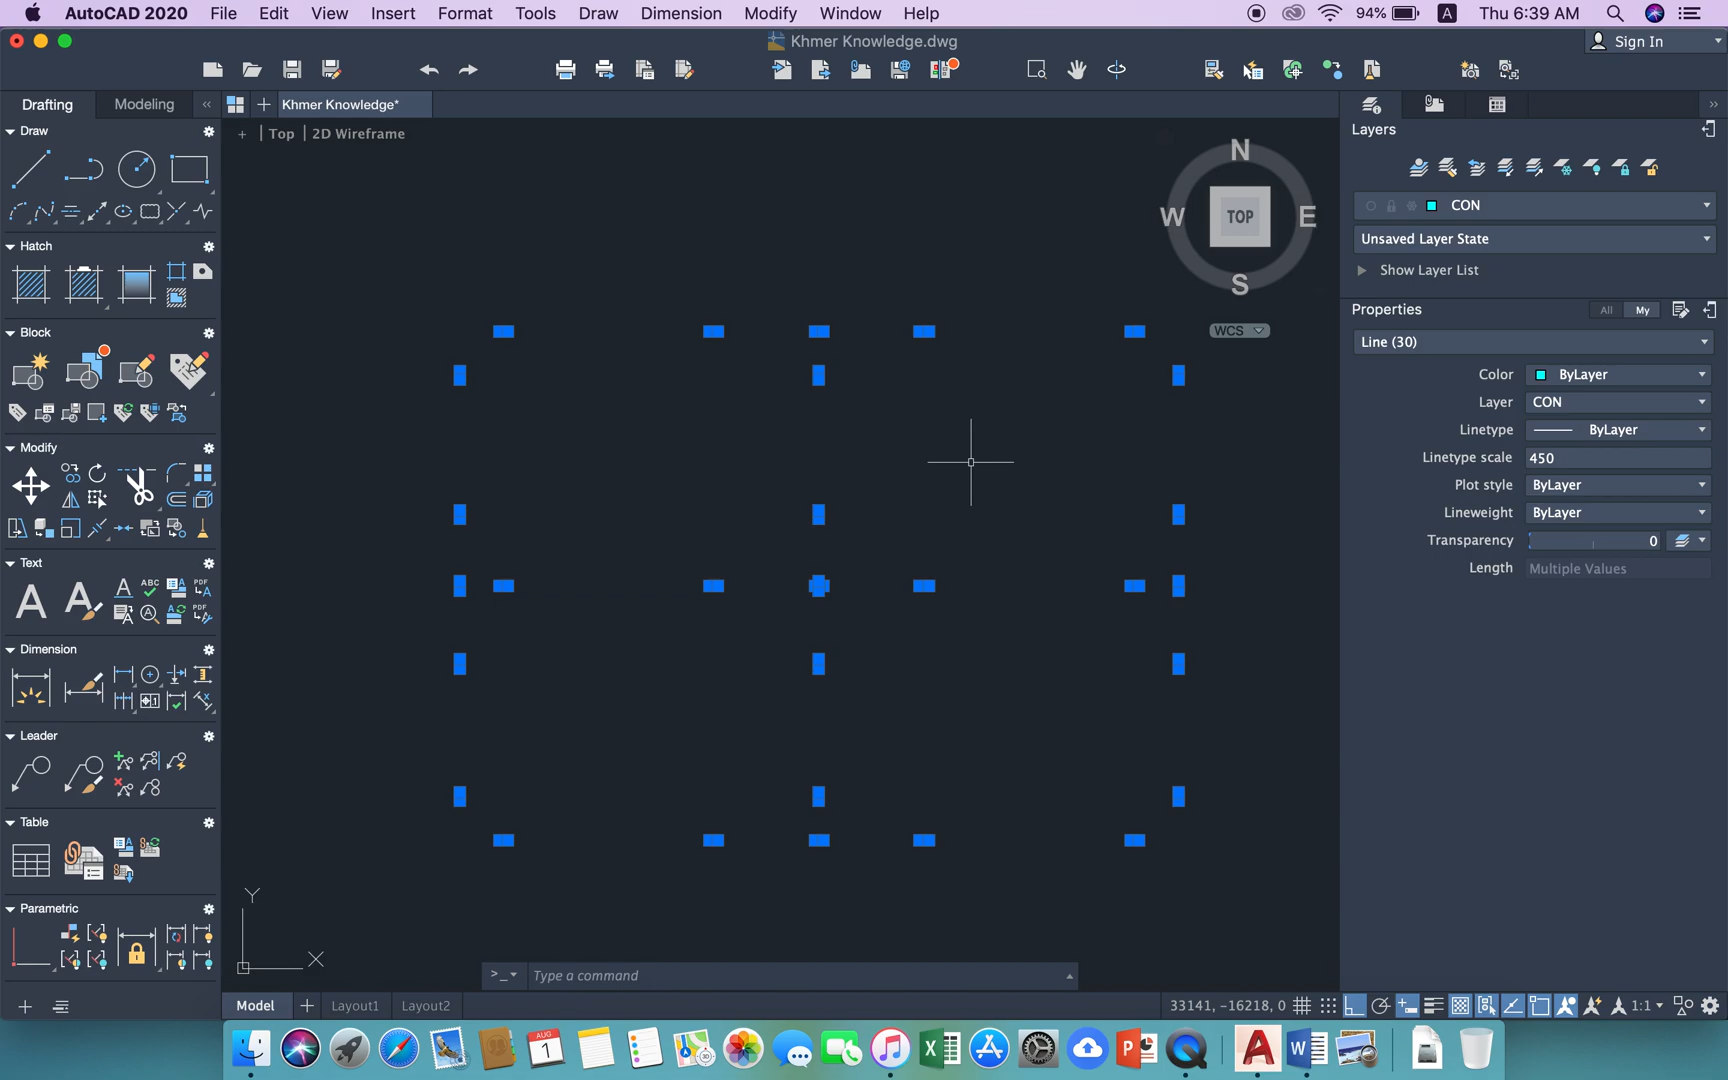 AutoCAD 2020 File Edit View Insert Format Tools Draw Dimension Modify Window Help 94% A Thu 6:39 AM
Khmer Knowledge.dwg Sign In
Drafting Modeling Khmer Knowledge*
+ Top 2D Wireframe
Draw
Hatch
Block
Modify
Text
Dimension
Leader
Table
Parametric
N
W TOP E
S
WCS
Y
X
>_ Type a command
Model Layout1 Layout2 33141, -16218, 0 1:1
Layers
CON
Unsaved Layer State
Show Layer List
Properties All My
Line (30)
Color ByLayer
Layer CON
Linetype ByLayer
Linetype scale 450
Plot style ByLayer
Lineweight ByLayer
Transparency 0
Length Multiple Values
AUG
1